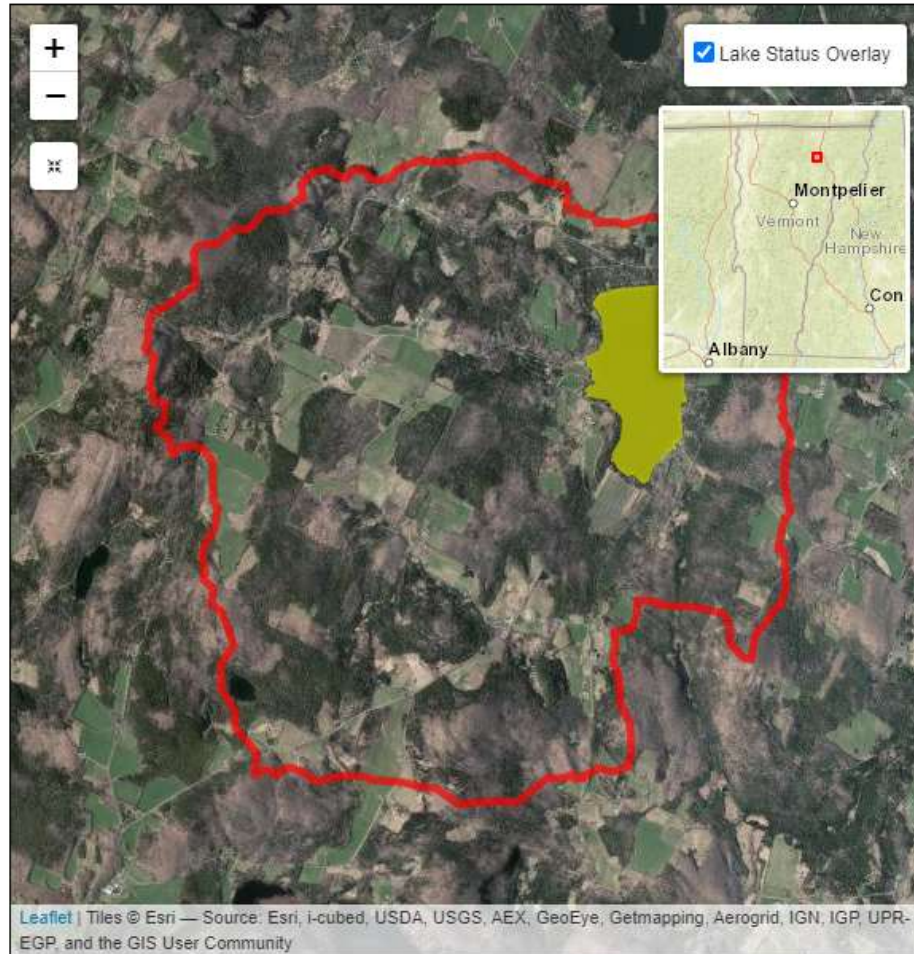 +
Lake Status Overlay
−
Montpelier
Vermont
New
Hampshire
Con
Albany
Leaflet | Tiles © Esri — Source: Esri, i-cubed, USDA, USGS, AEX, GeoEye, Getmapping, Aerogrid, IGN, IGP, UPR-
EGP, and the GIS User Community